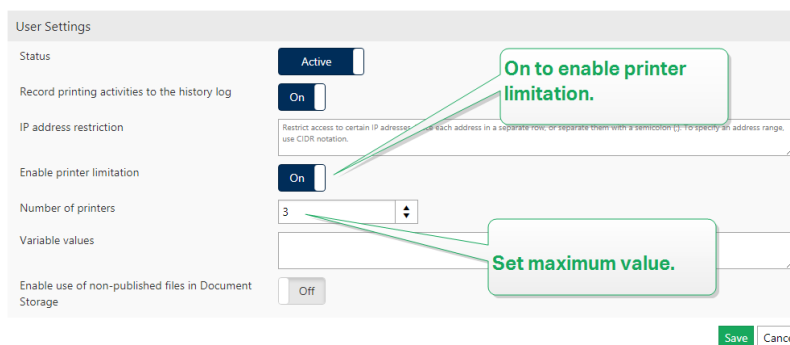 User Settings
Status
Active
On to enable printer
limitation.
Record printing activities to the history log
On
IP address restriction
Restrict access to certain IP adresses. each address in a separate row, or separate them with a semicolon (;). To specify an address range,
use CIDR notation.
Enable printer limitation
On
Number of printers
3
Variable values
Set maximum value.
Enable use of non-published files in Document
Storage
Off
Save
Cance